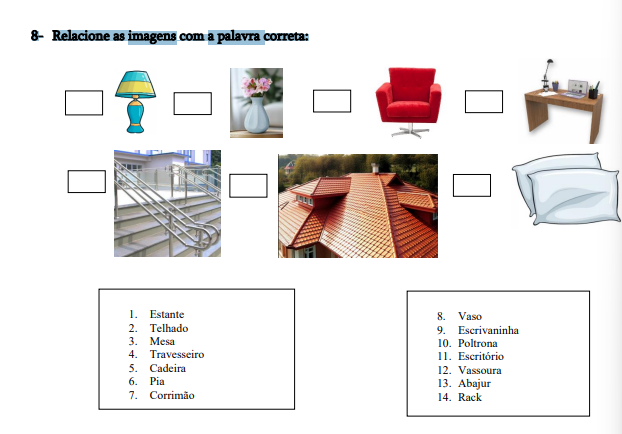 8- Relacione as imagens com a palavra correta:
1. Estante
2. Telhado
3. Mesa
4. Travesseiro
5. Cadeira
6. Pia
7. Corrimão
8. Vaso
9. Escrivaninha
10. Poltrona
11. Escritório
12. Vassoura
13. Abajur
14. Rack